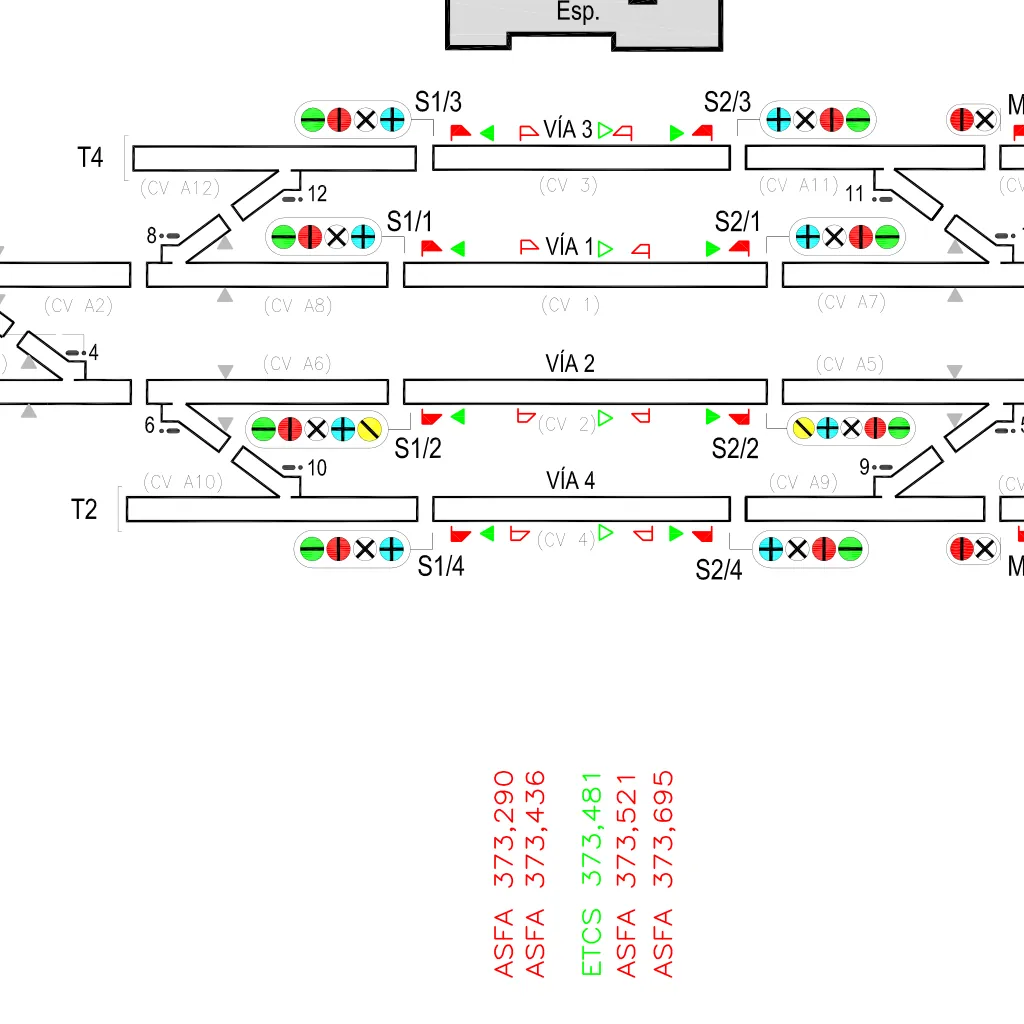 Esp.
S1/3
S2/3
M
VÍA 3
T4
(CV A12)
(CV 3)
(CV A11)
(CV
12
11
S1/1
S2/1
8
VÍA 1
(CV A2)
(CV A8)
(CV 1)
(CV A7)
4
(CV A6)
VÍA 2
(CV A5)
)
6
S1/2
(CV 2)
S2/2
10
9
(CV A10)
VÍA 4
(CV A9)
(CV
T2
(CV 4)
S1/4
S2/4
M
ASFA 373,290
ASFA 373,436
ETCS 373,481
ASFA 373,521
ASFA 373,695